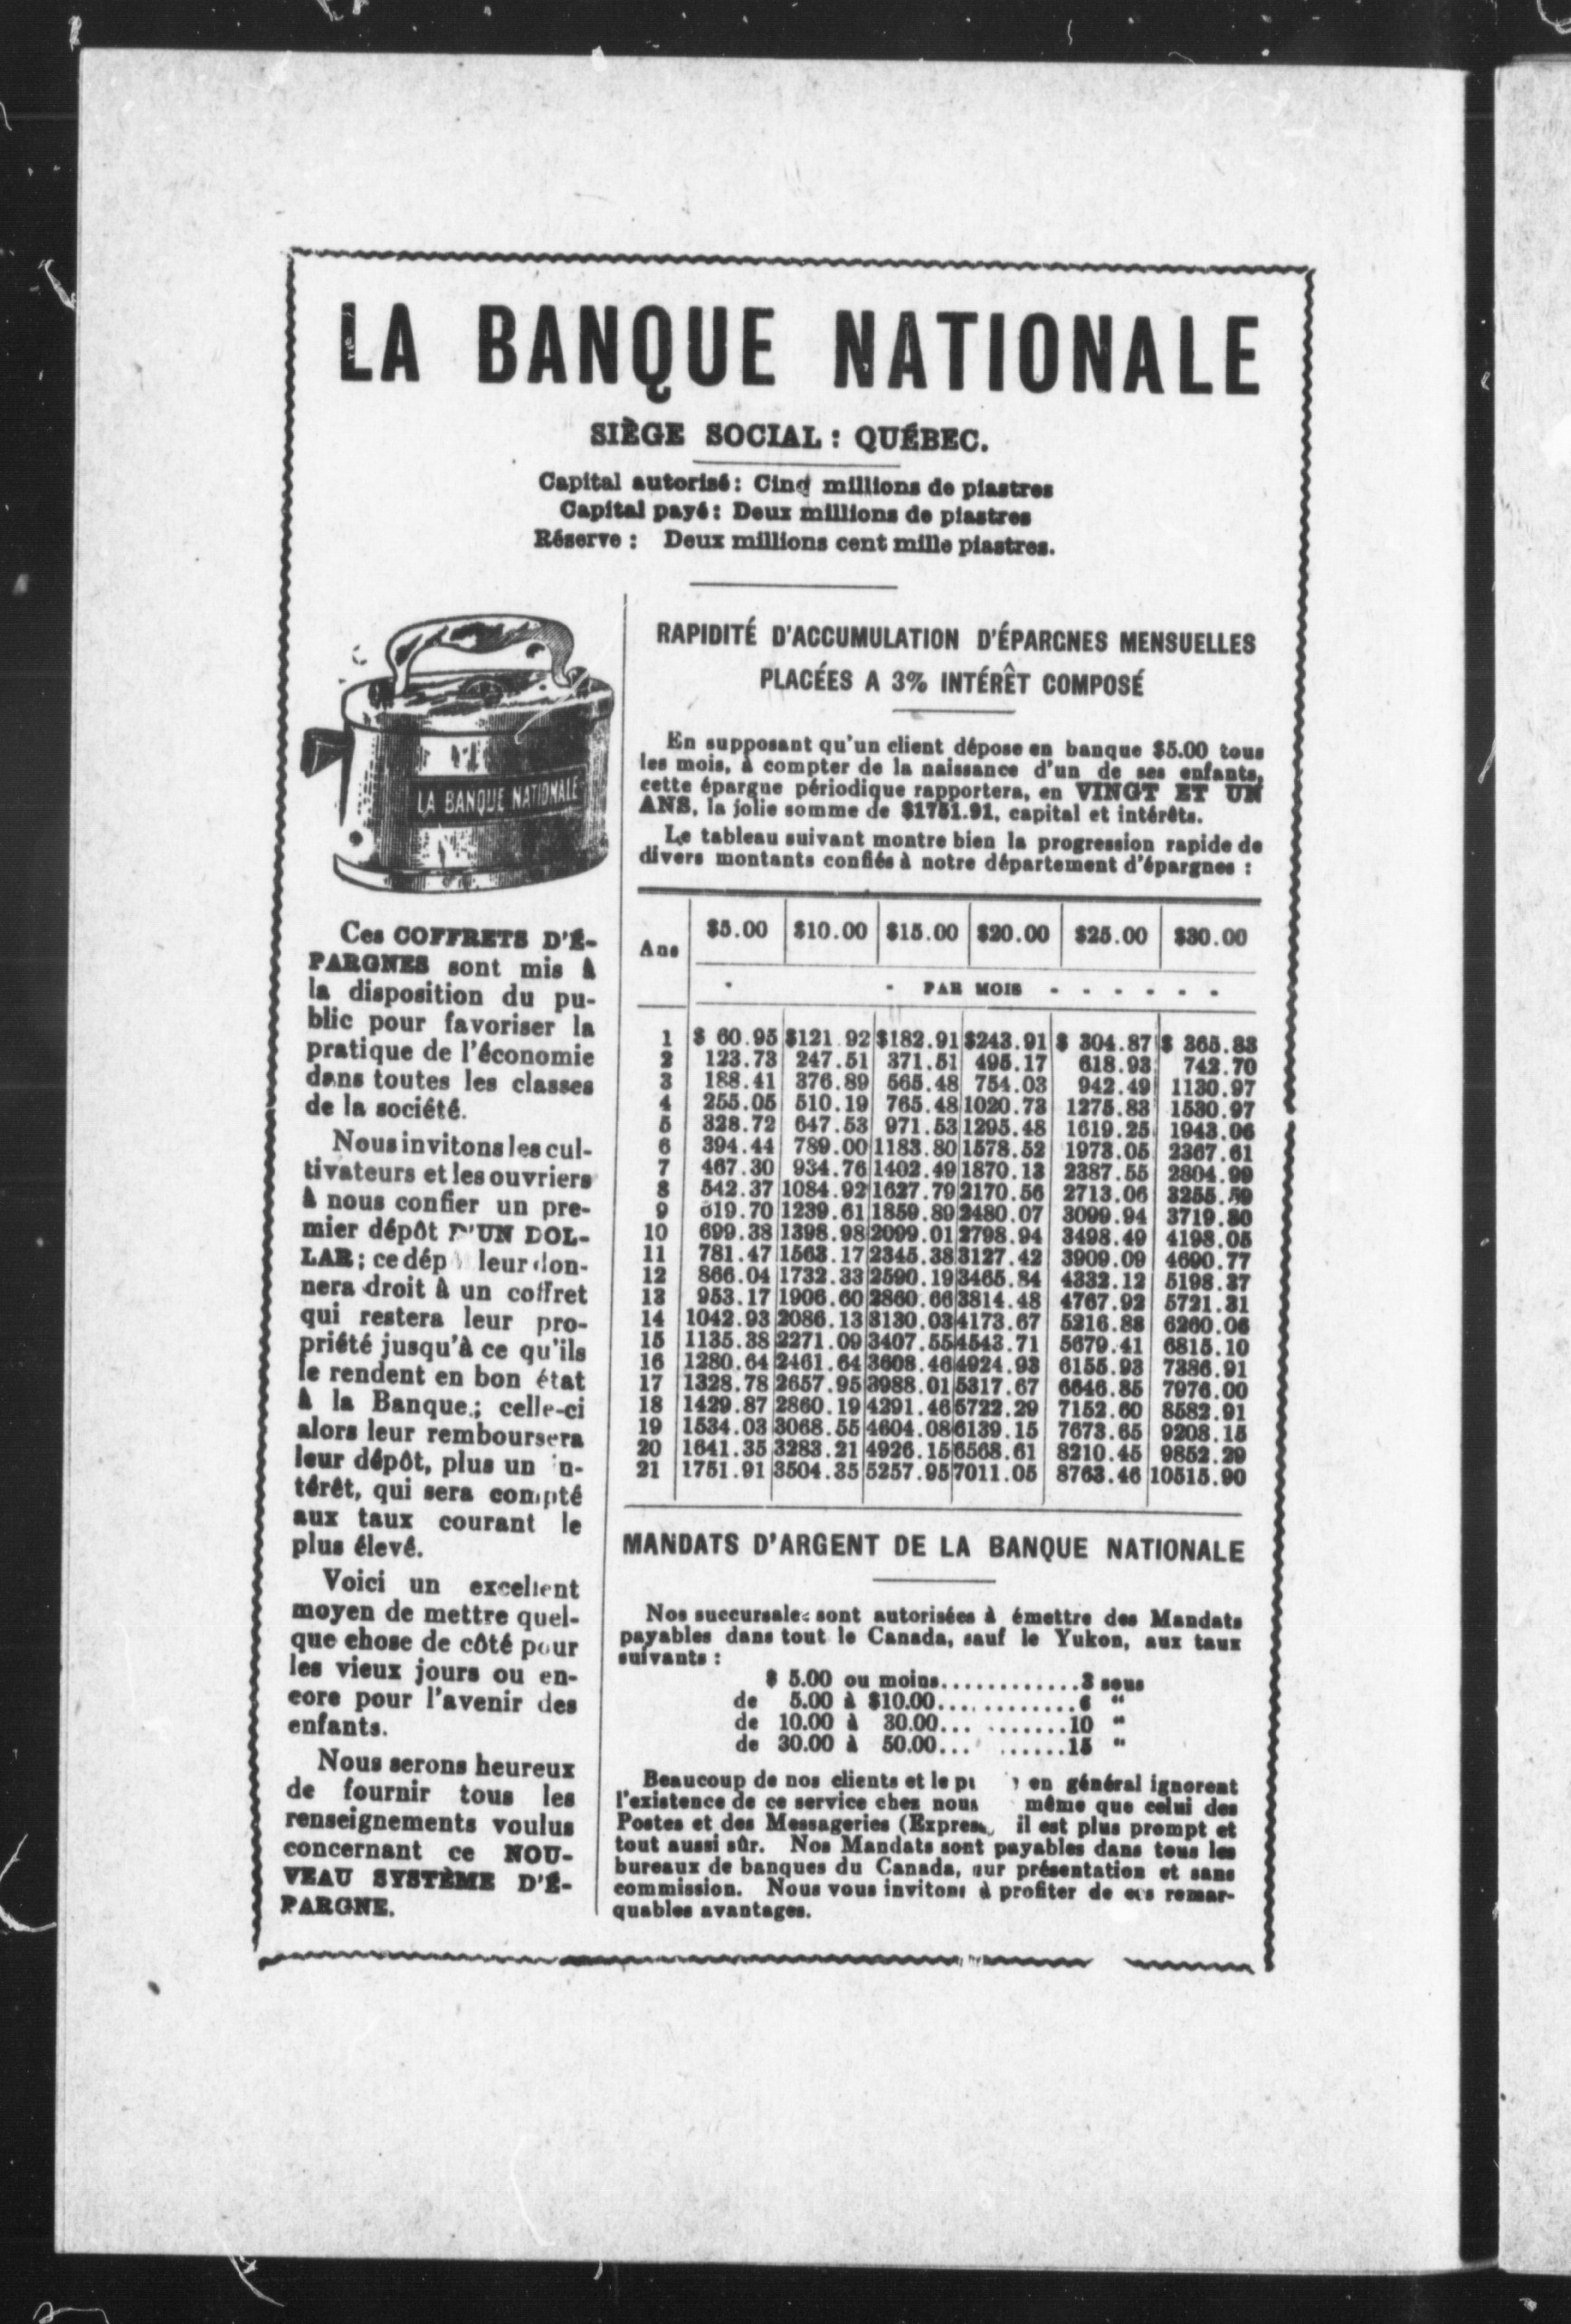 LA BANQUE NATIONALE
SIÈGE SOCIAL : QUÉBEC.
Capital autorisé : Cinq millions de piastres
Capital payé : Deux millions de piastres
Réserve : Deux millions cent mille piastres.
LA BANQUE NATIONALE
Ces COFFRETS D'É-
PARGNES sont mis à
la disposition du pu-
blic pour favoriser la
pratique de l'économie
dans toutes les classes
de la société.
Nous invitons les cul-
tivateurs et les ouvriers
à nous confier un pre-
mier dépôt D'UN DOL-
LAR ; ce dép leur don-
nera droit à un coffret
qui restera leur pro-
priété jusqu'à ce qu'ils
le rendent en bon état
à la Banque ; celle-ci
alors leur remboursera
leur dépôt, plus un in-
térêt, qui sera compté
aux taux courant le
plus élevé.
Voici un excellent
moyen de mettre quel-
que chose de côté pour
les vieux jours ou en-
core pour l'avenir des
enfants.
Nous serons heureux
de fournir tous les
renseignements voulus
concernant ce NOU-
VEAU SYSTÈME D'É-
PARGNE.
RAPIDITÉ D'ACCUMULATION D'ÉPARGNES MENSUELLES
PLACÉES A 3% INTÉRÊT COMPOSÉ
En supposant qu'un client dépose en banque $5.00 tous
les mois, à compter de la naissance d'un de ses enfants,
cette épargne périodique rapportera, en VINGT ET UN
ANS, la jolie somme de $1751.91, capital et intérêts.
Le tableau suivant montre bien la progression rapide de
divers montants confiés à notre département d'épargnes :
Ans $5.00 $10.00 $15.00 $20.00 $25.00 $30.00
PAR MOIS - - - - - -
1 $ 60.95 $121.92 $182.91 $243.91 $ 304.87 $ 365.83
2 123.73 247.51 371.51 495.17 618.93 742.70
3 188.41 376.89 565.48 754.03 942.49 1130.97
4 255.05 510.19 765.48 1020.73 1275.83 1530.97
5 328.72 647.53 971.53 1295.48 1619.25 1943.06
6 394.44 789.00 1183.80 1578.52 1973.05 2367.61
7 467.30 934.76 1402.49 1870.13 2387.55 2804.99
8 542.37 1084.92 1627.79 2170.56 2713.06 3255.59
9 619.70 1239.61 1859.89 2480.07 3099.94 3719.80
10 699.38 1398.98 2099.01 2798.94 3498.49 4198.05
11 781.47 1563.17 2345.38 3127.42 3909.09 4690.77
12 866.04 1732.33 2590.19 3465.84 4332.12 5198.37
13 953.17 1906.60 2860.66 3814.48 4767.92 5721.31
14 1042.93 2086.13 3130.03 4173.67 5216.88 6260.06
15 1135.38 2271.09 3407.55 4543.71 5679.41 6815.10
16 1280.64 2461.64 3608.46 4924.93 6155.93 7386.91
17 1328.78 2657.95 3988.01 5317.67 6646.85 7976.00
18 1429.87 2860.19 4291.46 5722.29 7152.60 8582.91
19 1534.03 3068.55 4604.08 6139.15 7673.65 9208.15
20 1641.35 3283.21 4926.15 6568.61 8210.45 9852.29
21 1751.91 3504.35 5257.95 7011.05 8763.46 10515.90
MANDATS D'ARGENT DE LA BANQUE NATIONALE
Nos succursales sont autorisées à émettre des Mandats
payables dans tout le Canada, sauf le Yukon, aux taux
suivants :
$ 5.00 ou moins............3 sous
de 5.00 à $10.00............6 "
de 10.00 à 30.00... .......10 "
de 30.00 à 50.00... ......15 "
Beaucoup de nos clients et le en général ignorent
l'existence de ce service chez nous même que celui des
Postes et des Messageries (Express, il est plus prompt et
tout aussi sûr. Nos Mandats sont payables dans tous les
bureaux de banques du Canada, sur présentation et sans
commission. Nous vous invitons à profiter de ces remar-
quables avantages.